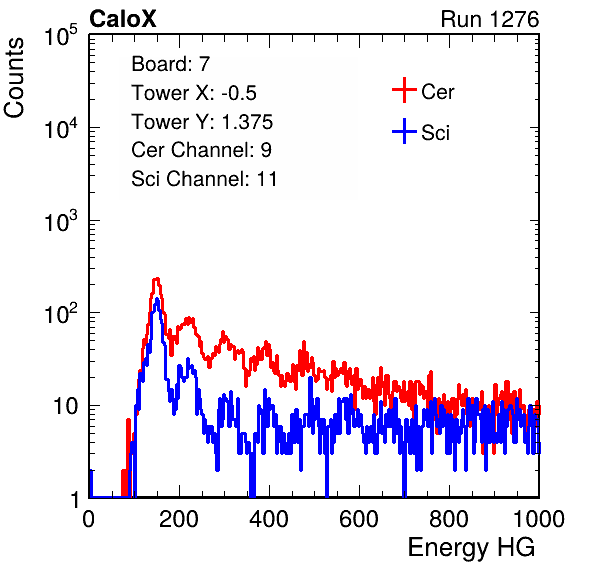 CaloX Run 1276
Counts
10^5
10^4
10^3
10^2
10
1
Board: 7
Tower X: -0.5
Tower Y: 1.375
Cer Channel: 9
Sci Channel: 11
Cer
Sci
0 200 400 600 800 1000
Energy HG